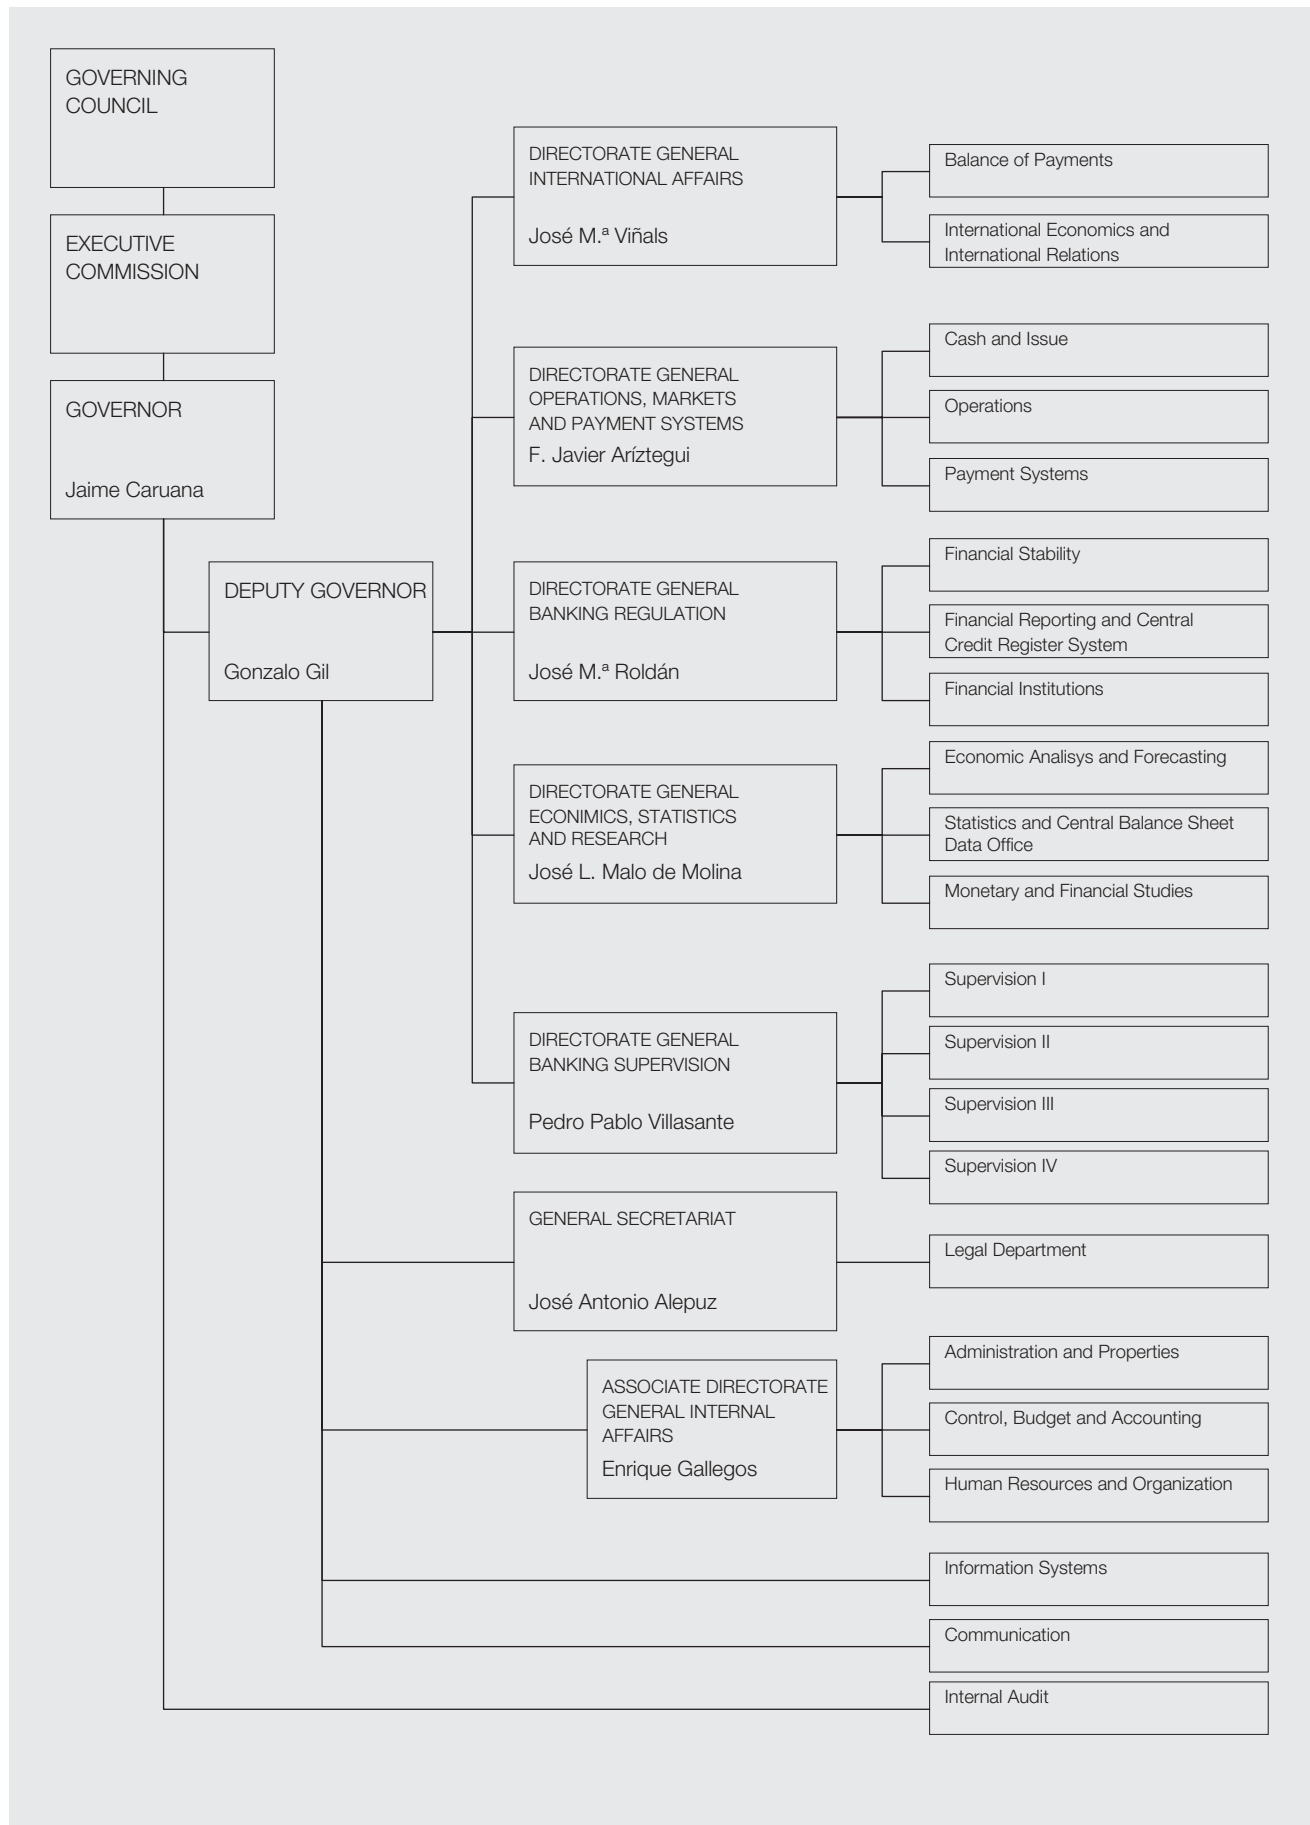 GOVERNING
COUNCIL
EXECUTIVE
COMMISSION
GOVERNOR
Jaime Caruana
DEPUTY GOVERNOR
Gonzalo Gil
DIRECTORATE GENERAL
INTERNATIONAL AFFAIRS
José M.ª Viñals
Balance of Payments
International Economics and
International Relations
DIRECTORATE GENERAL
OPERATIONS, MARKETS
AND PAYMENT SYSTEMS
F. Javier Aríztegui
Cash and Issue
Operations
Payment Systems
DIRECTORATE GENERAL
BANKING REGULATION
José M.ª Roldán
Financial Stability
Financial Reporting and Central
Credit Register System
Financial Institutions
DIRECTORATE GENERAL
ECONIMICS, STATISTICS
AND RESEARCH
José L. Malo de Molina
Economic Analisys and Forecasting
Statistics and Central Balance Sheet
Data Office
Monetary and Financial Studies
DIRECTORATE GENERAL
BANKING SUPERVISION
Pedro Pablo Villasante
Supervision I
Supervision II
Supervision III
Supervision IV
GENERAL SECRETARIAT
José Antonio Alepuz
Legal Department
ASSOCIATE DIRECTORATE
GENERAL INTERNAL
AFFAIRS
Enrique Gallegos
Administration and Properties
Control, Budget and Accounting
Human Resources and Organization
Information Systems
Communication
Internal Audit